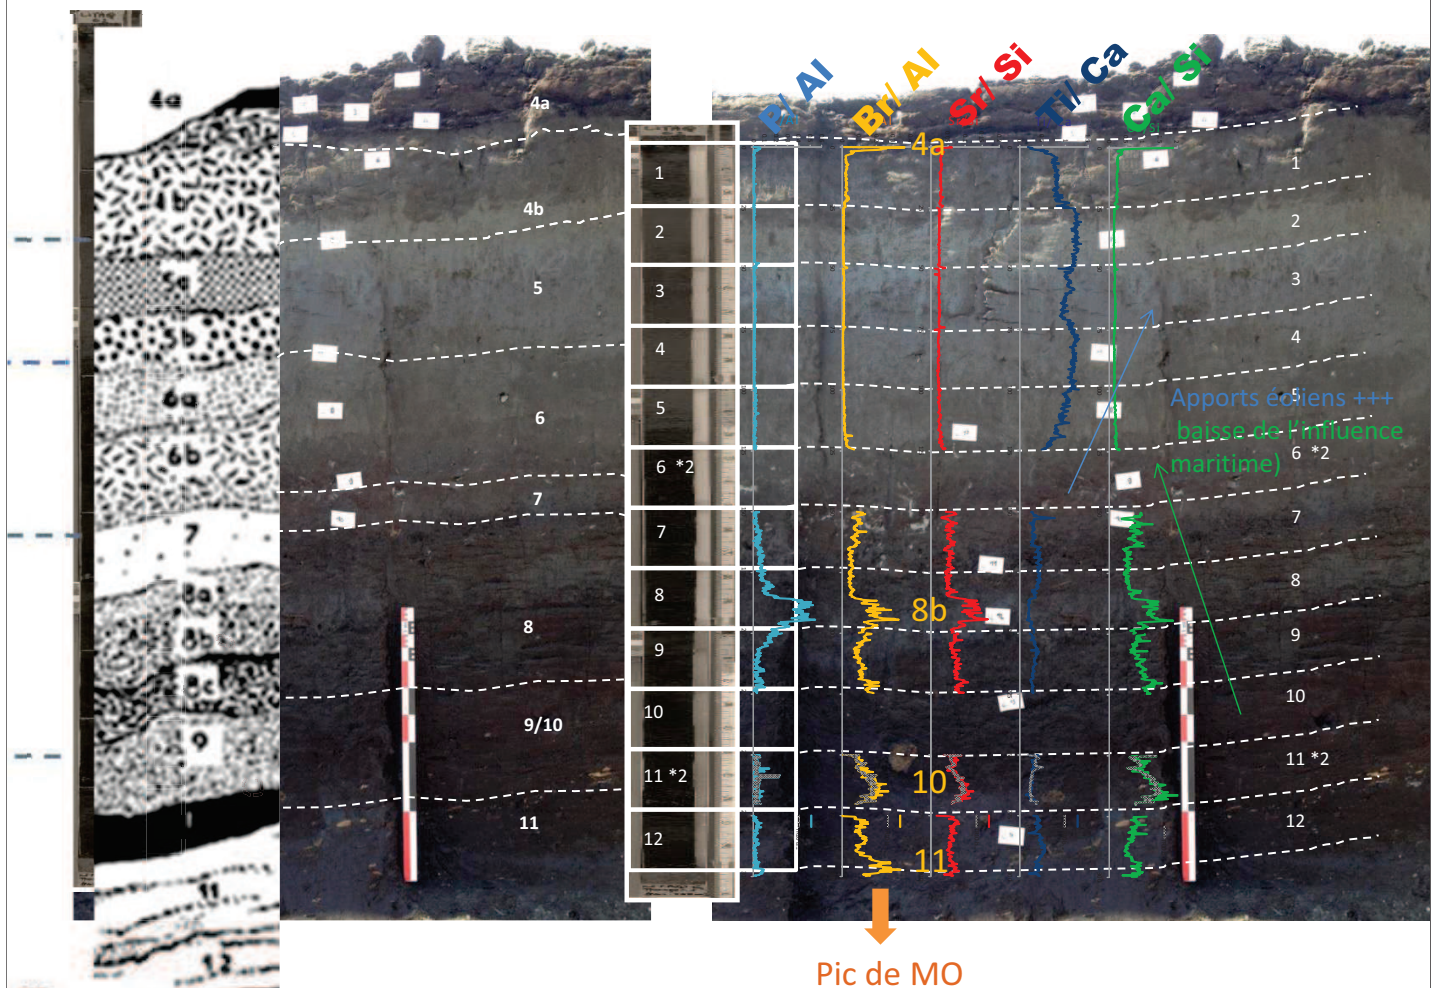 4a
4b
5a
5b
6a
6b
7
8a
8b
8c
9
11
12
4a
4b
5
6
7
8
9/10
11
1
2
3
4
5
6 *2
7
8
9
10
11 *2
12
P/ Al
Br/ Al
Sr/ Si
Ti/ Ca
Ca/ Si
4a
8b
10
11
1
2
3
4
5
Apports éoliens +++
baisse de l'influence
maritime)
6 *2
7
8
9
10
11 *2
12
Pic de MO